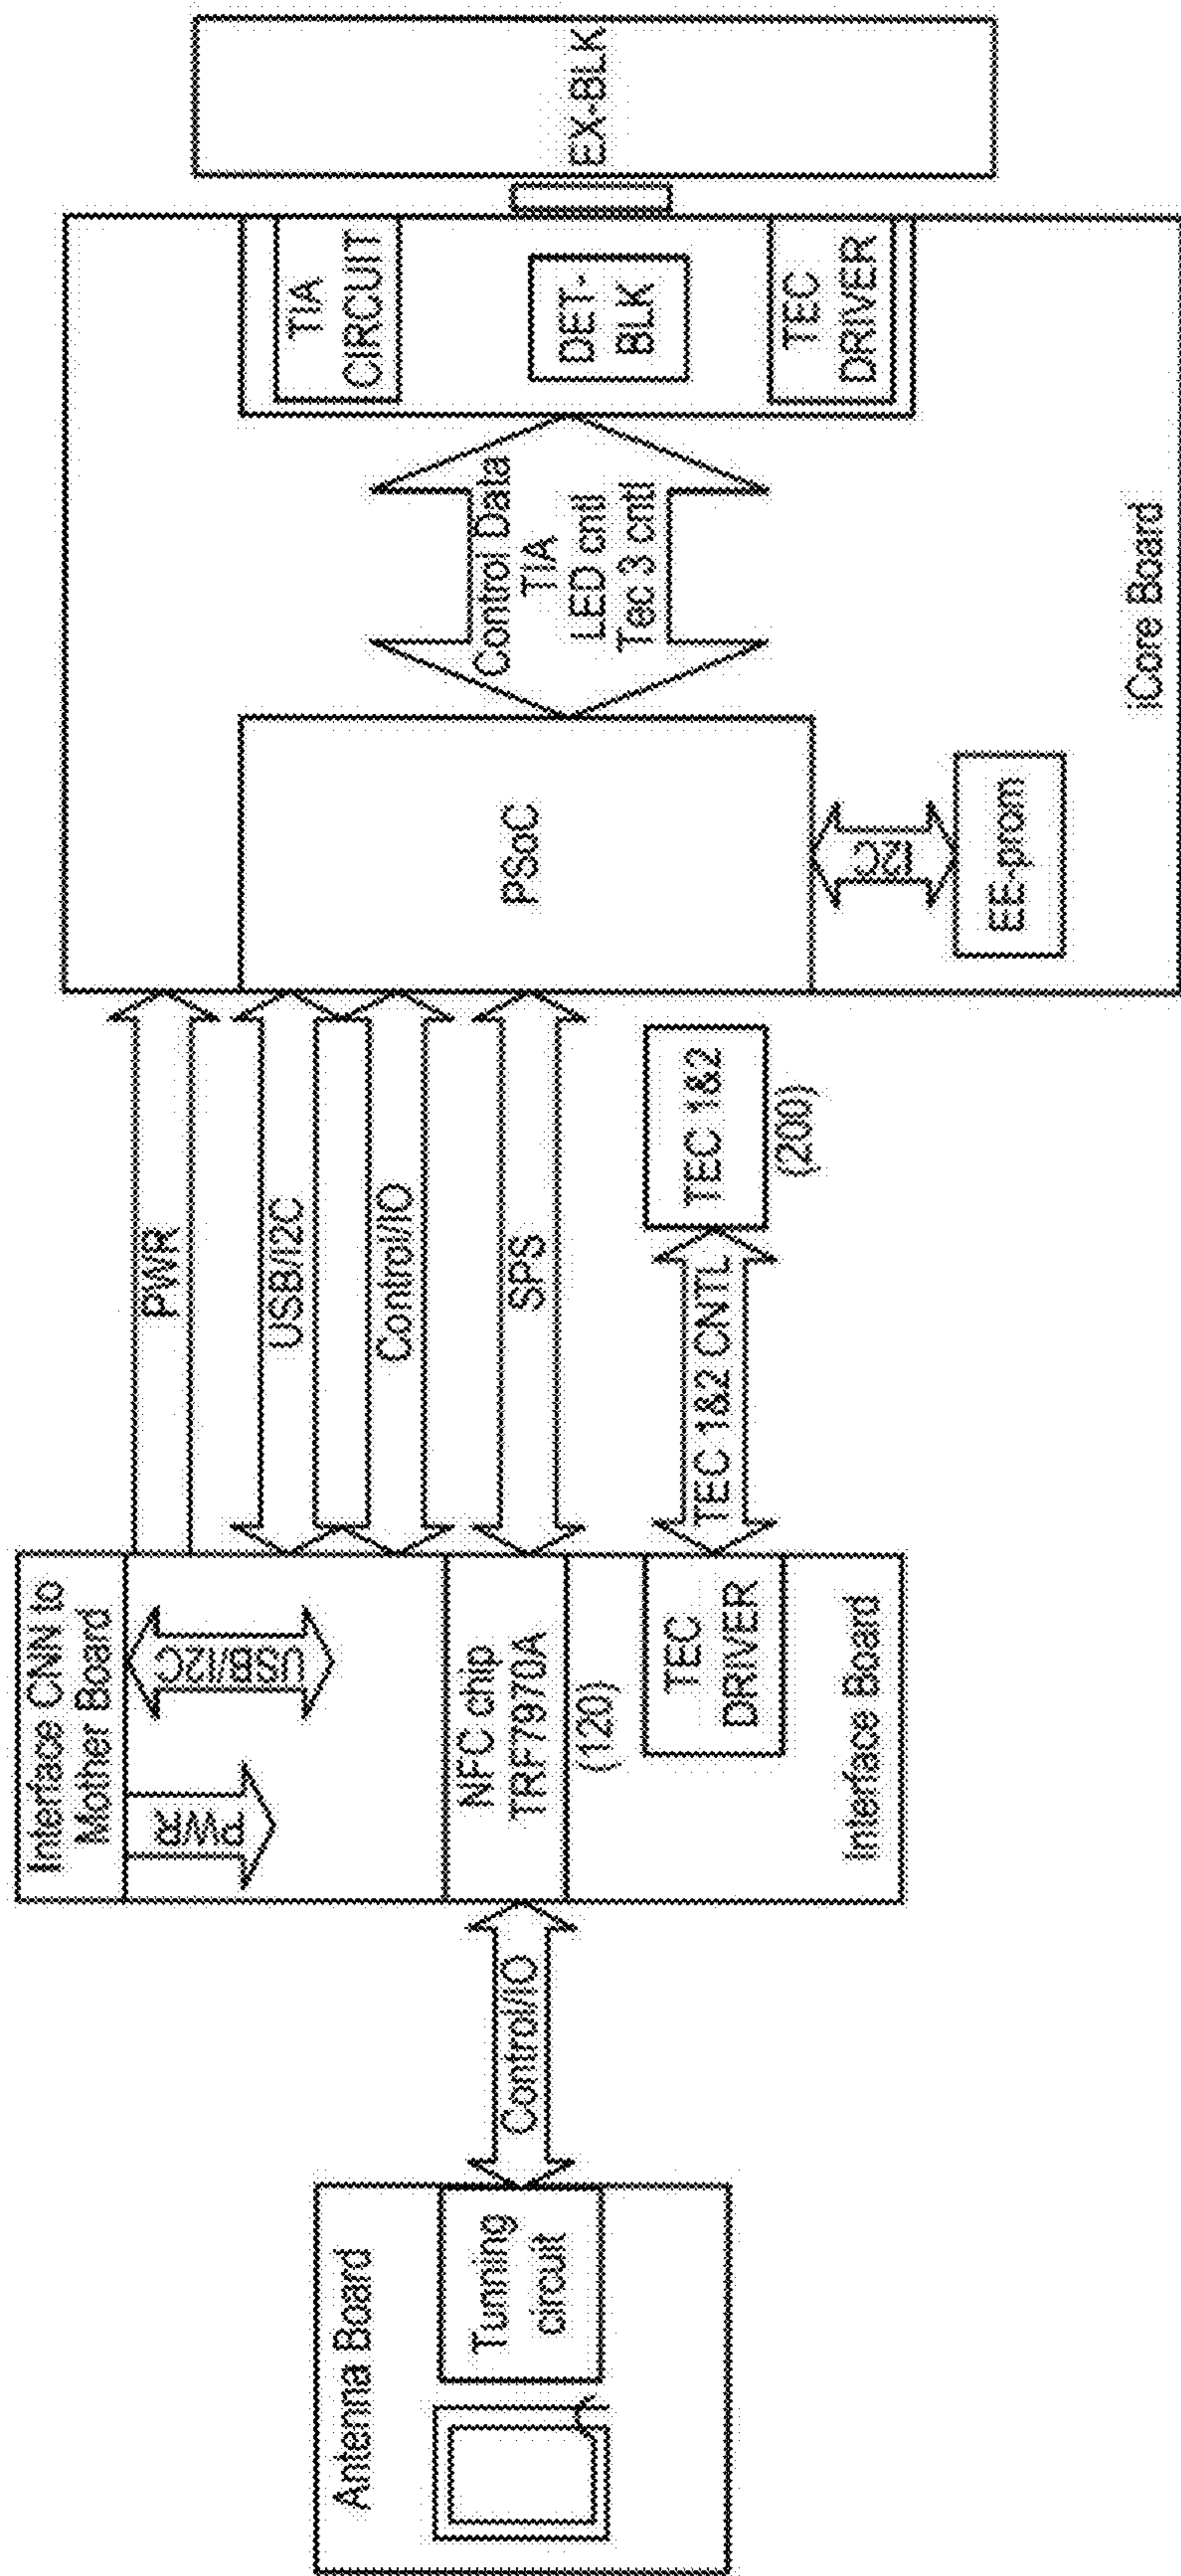 Antenna Board
Tunning
circuit
Control/IO
Interface CNN to
Mother Board
PWR
USB/I2C
NFC chip
TRF7970A
(120)
TEC
DRIVER
Interface Board
PWR
USB/I2C
Control/IO
SPS
TEC 1&2 CNTL
TEC 1&2
(200)
PSoC
I2C
EE-prom
Control Data
TIA
LED cntl
Tec 3 cntl
TIA
CIRCUIT
DET-
BLK
TEC
DRIVER
iCore Board
EX-BLK